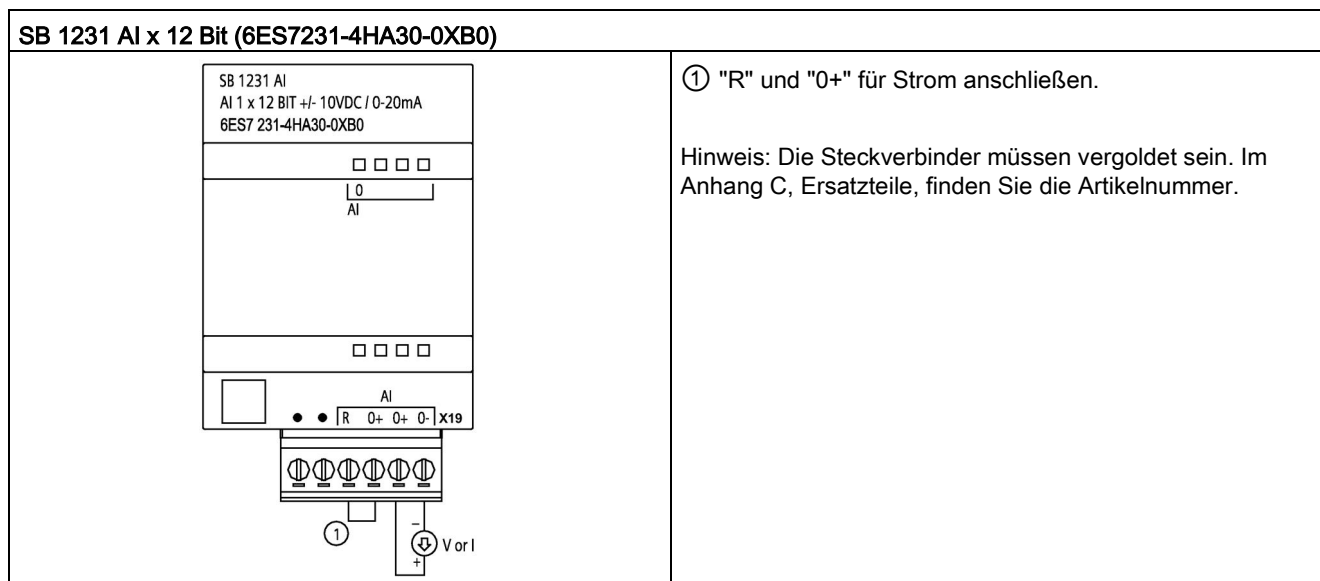 SB 1231 AI x 12 Bit (6ES7231-4HA30-0XB0)
SB 1231 AI
AI 1 x 12 BIT +/- 10VDC / 0-20mA
6ES7 231-4HA30-0XB0
0
AI
AI
R 0+ 0+ 0- X19
①
−
V or I
+
① "R" und "0+" für Strom anschließen.
Hinweis: Die Steckverbinder müssen vergoldet sein. Im
Anhang C, Ersatzteile, finden Sie die Artikelnummer.